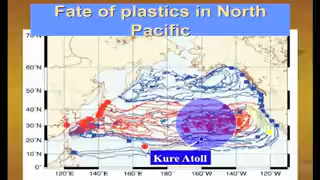 Fate of plastics in North
Pacific
60°N
50°N
40°N
30°N
20°N
10°N
0°
Kure Atoll
120°E
140°E
160°E
180°
160°W
140°W
120°W